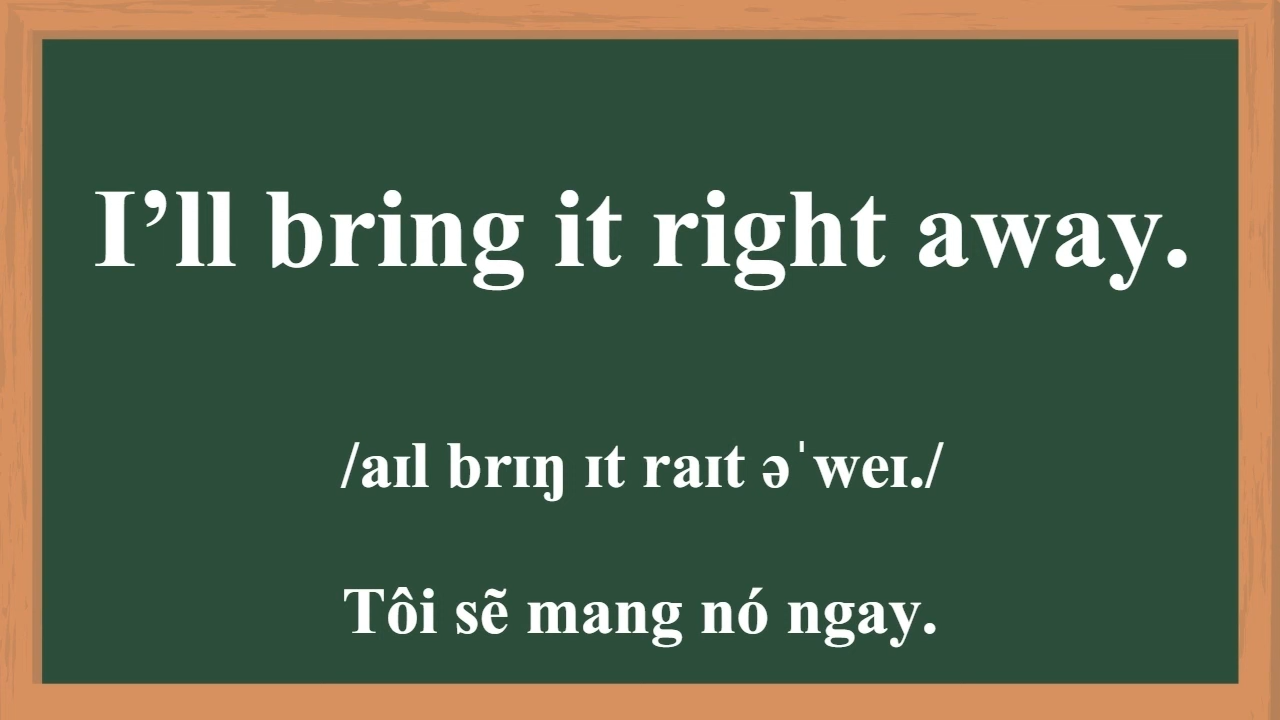 I’ll bring it right away.
/aɪl brɪŋ ɪt raɪt əˈweɪ./
Tôi sẽ mang nó ngay.